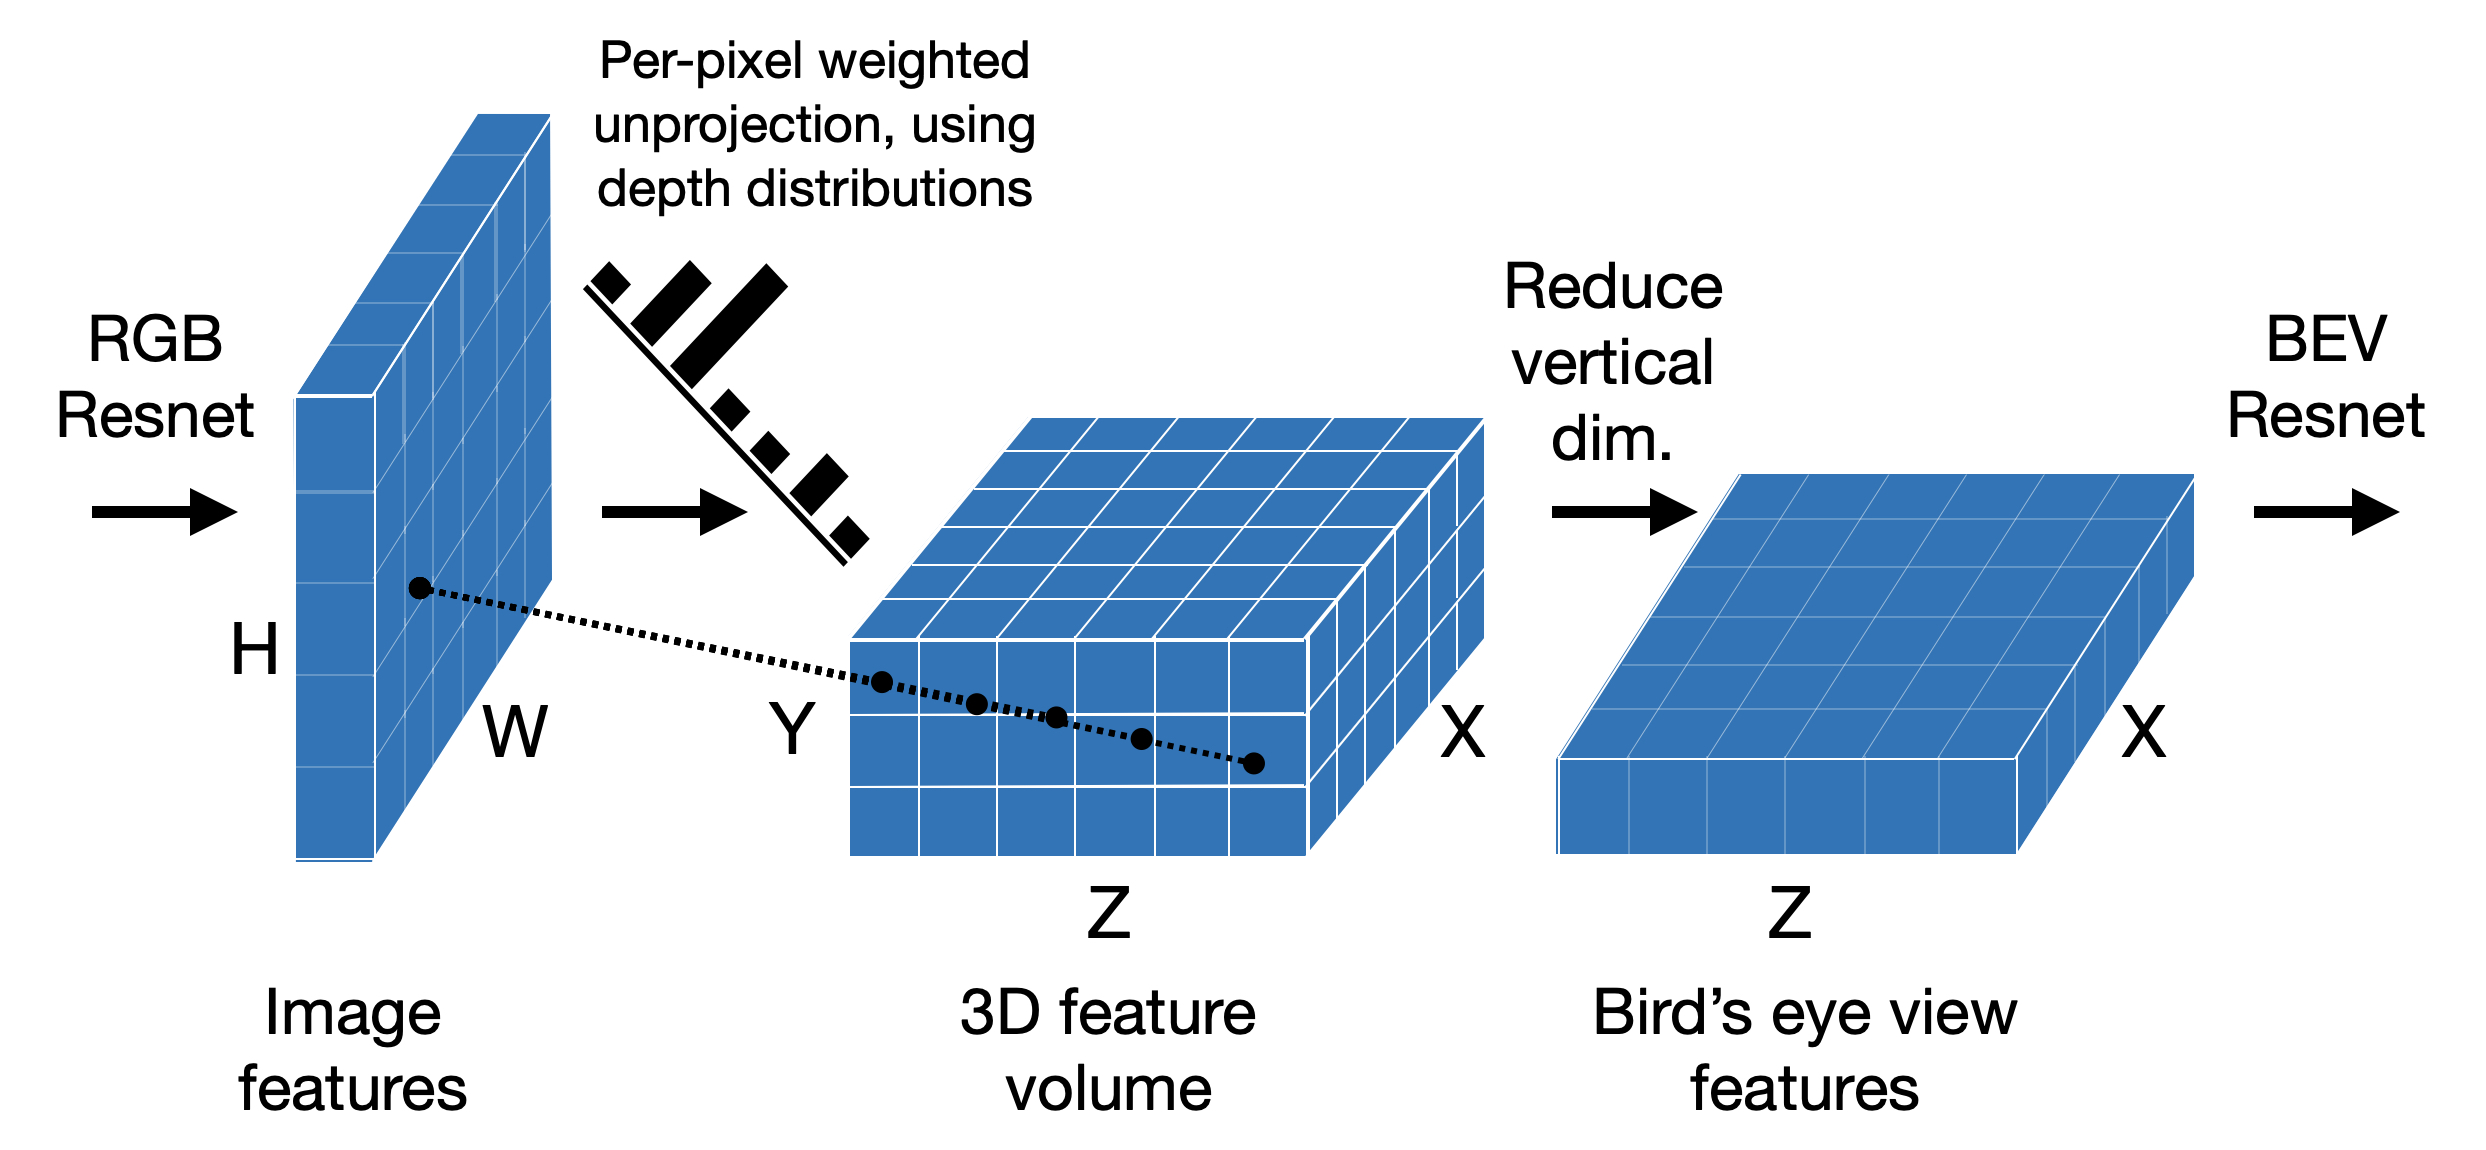 Per-pixel weighted
unprojection, using
depth distributions
RGB
Resnet
H
W
Y
Z
X
Reduce
vertical
dim.
Z
X
BEV
Resnet
Image
features
3D feature
volume
Bird’s eye view
features